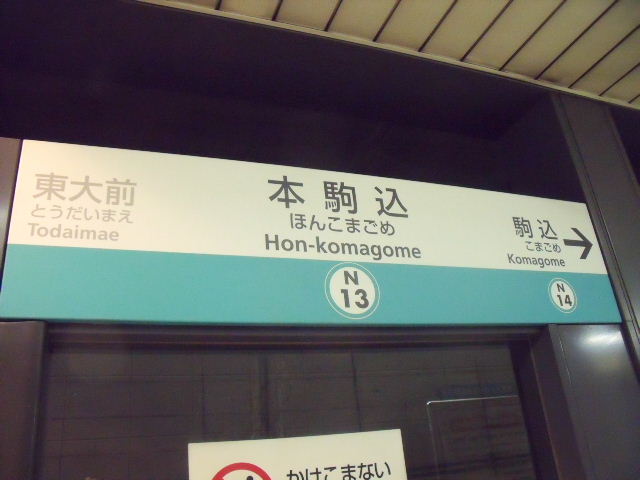 東大前
とうだいまえ
Todaimae
本駒込
ほんこまごめ
Hon-komagome
N
13
駒込
こまごめ
Komagome
N
14
かけこまない